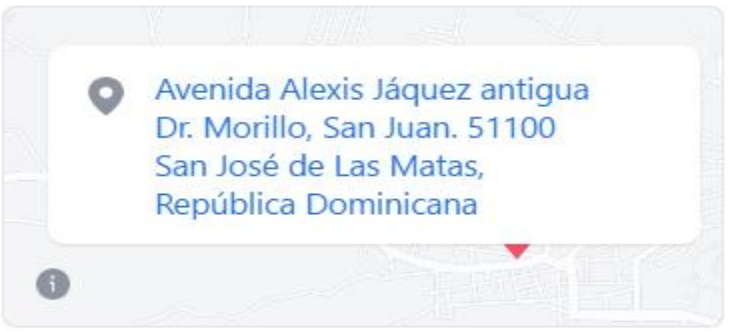 Avenida Alexis Jáquez antigua
Dr. Morillo, San Juan. 51100
San José de Las Matas,
República Dominicana